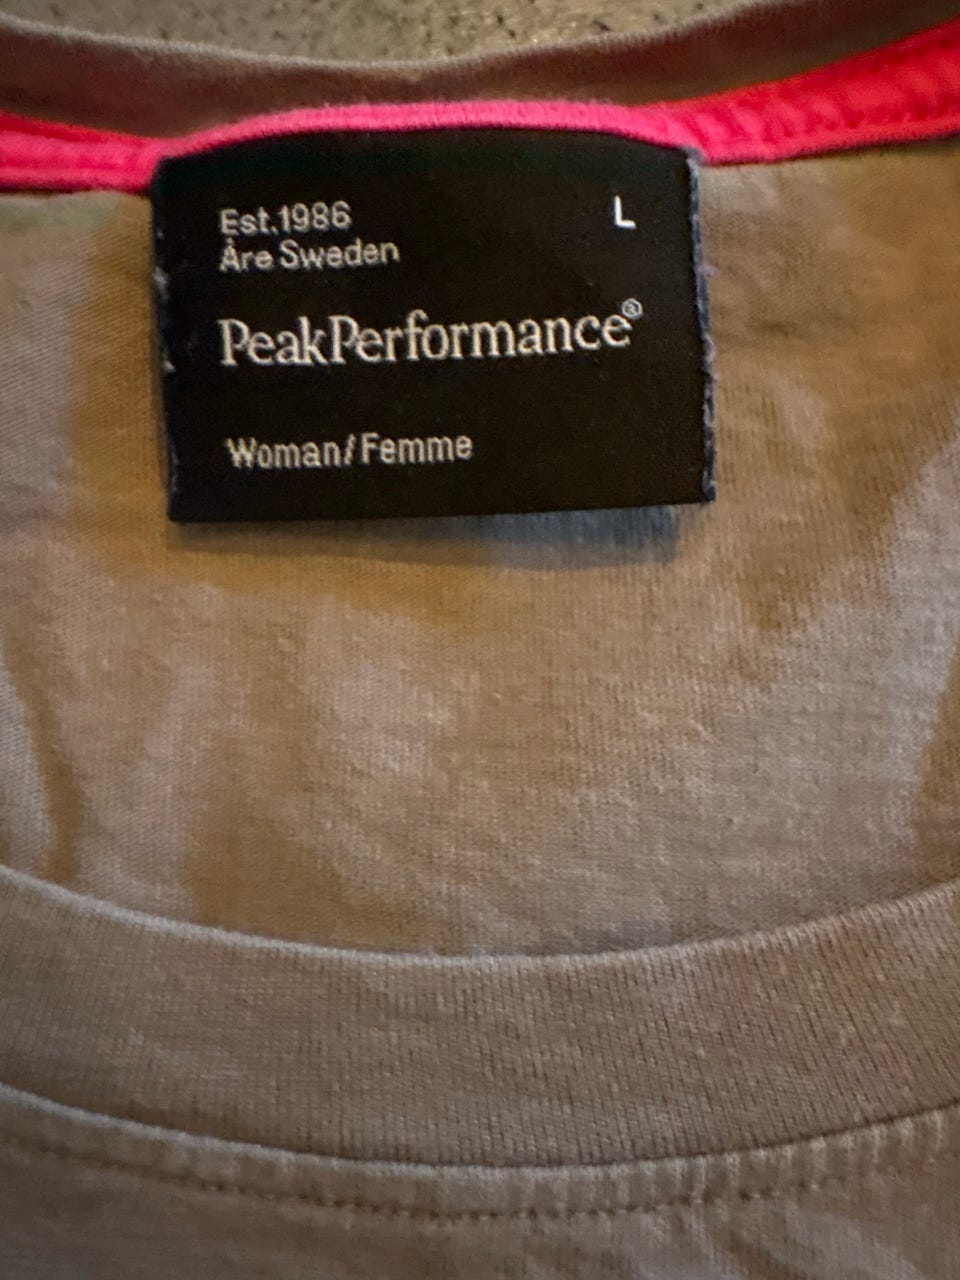 Est.1986
L
Åre Sweden
PeakPerformance®
Woman/Femme